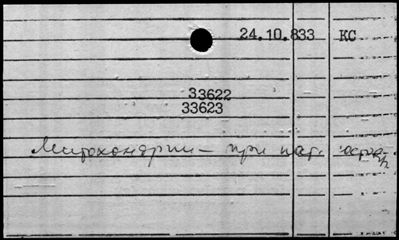 24.10.833 КС
33622
33623
Митохондрии - при пат.